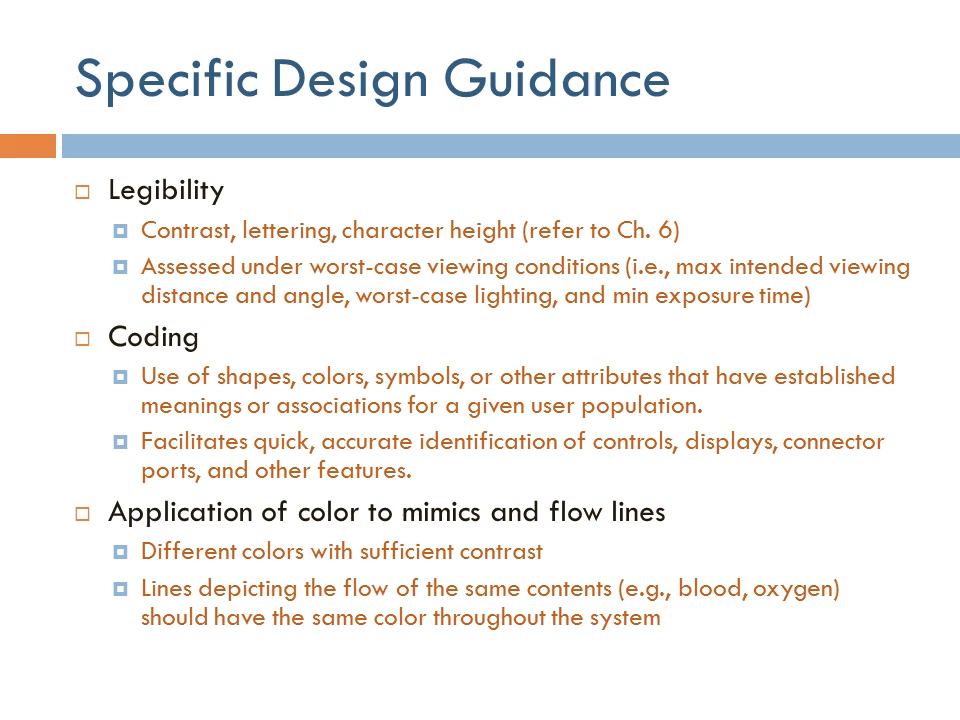 Specific Design Guidance
Legibility
Contrast, lettering, character height (refer to Ch. 6)
Assessed under worst-case viewing conditions (i.e., max intended viewing
distance and angle, worst-case lighting, and min exposure time)
Coding
Use of shapes, colors, symbols, or other attributes that have established
meanings or associations for a given user population.
Facilitates quick, accurate identification of controls, displays, connector
ports, and other features.
Application of color to mimics and flow lines
Different colors with sufficient contrast
Lines depicting the flow of the same contents (e.g., blood, oxygen)
should have the same color throughout the system